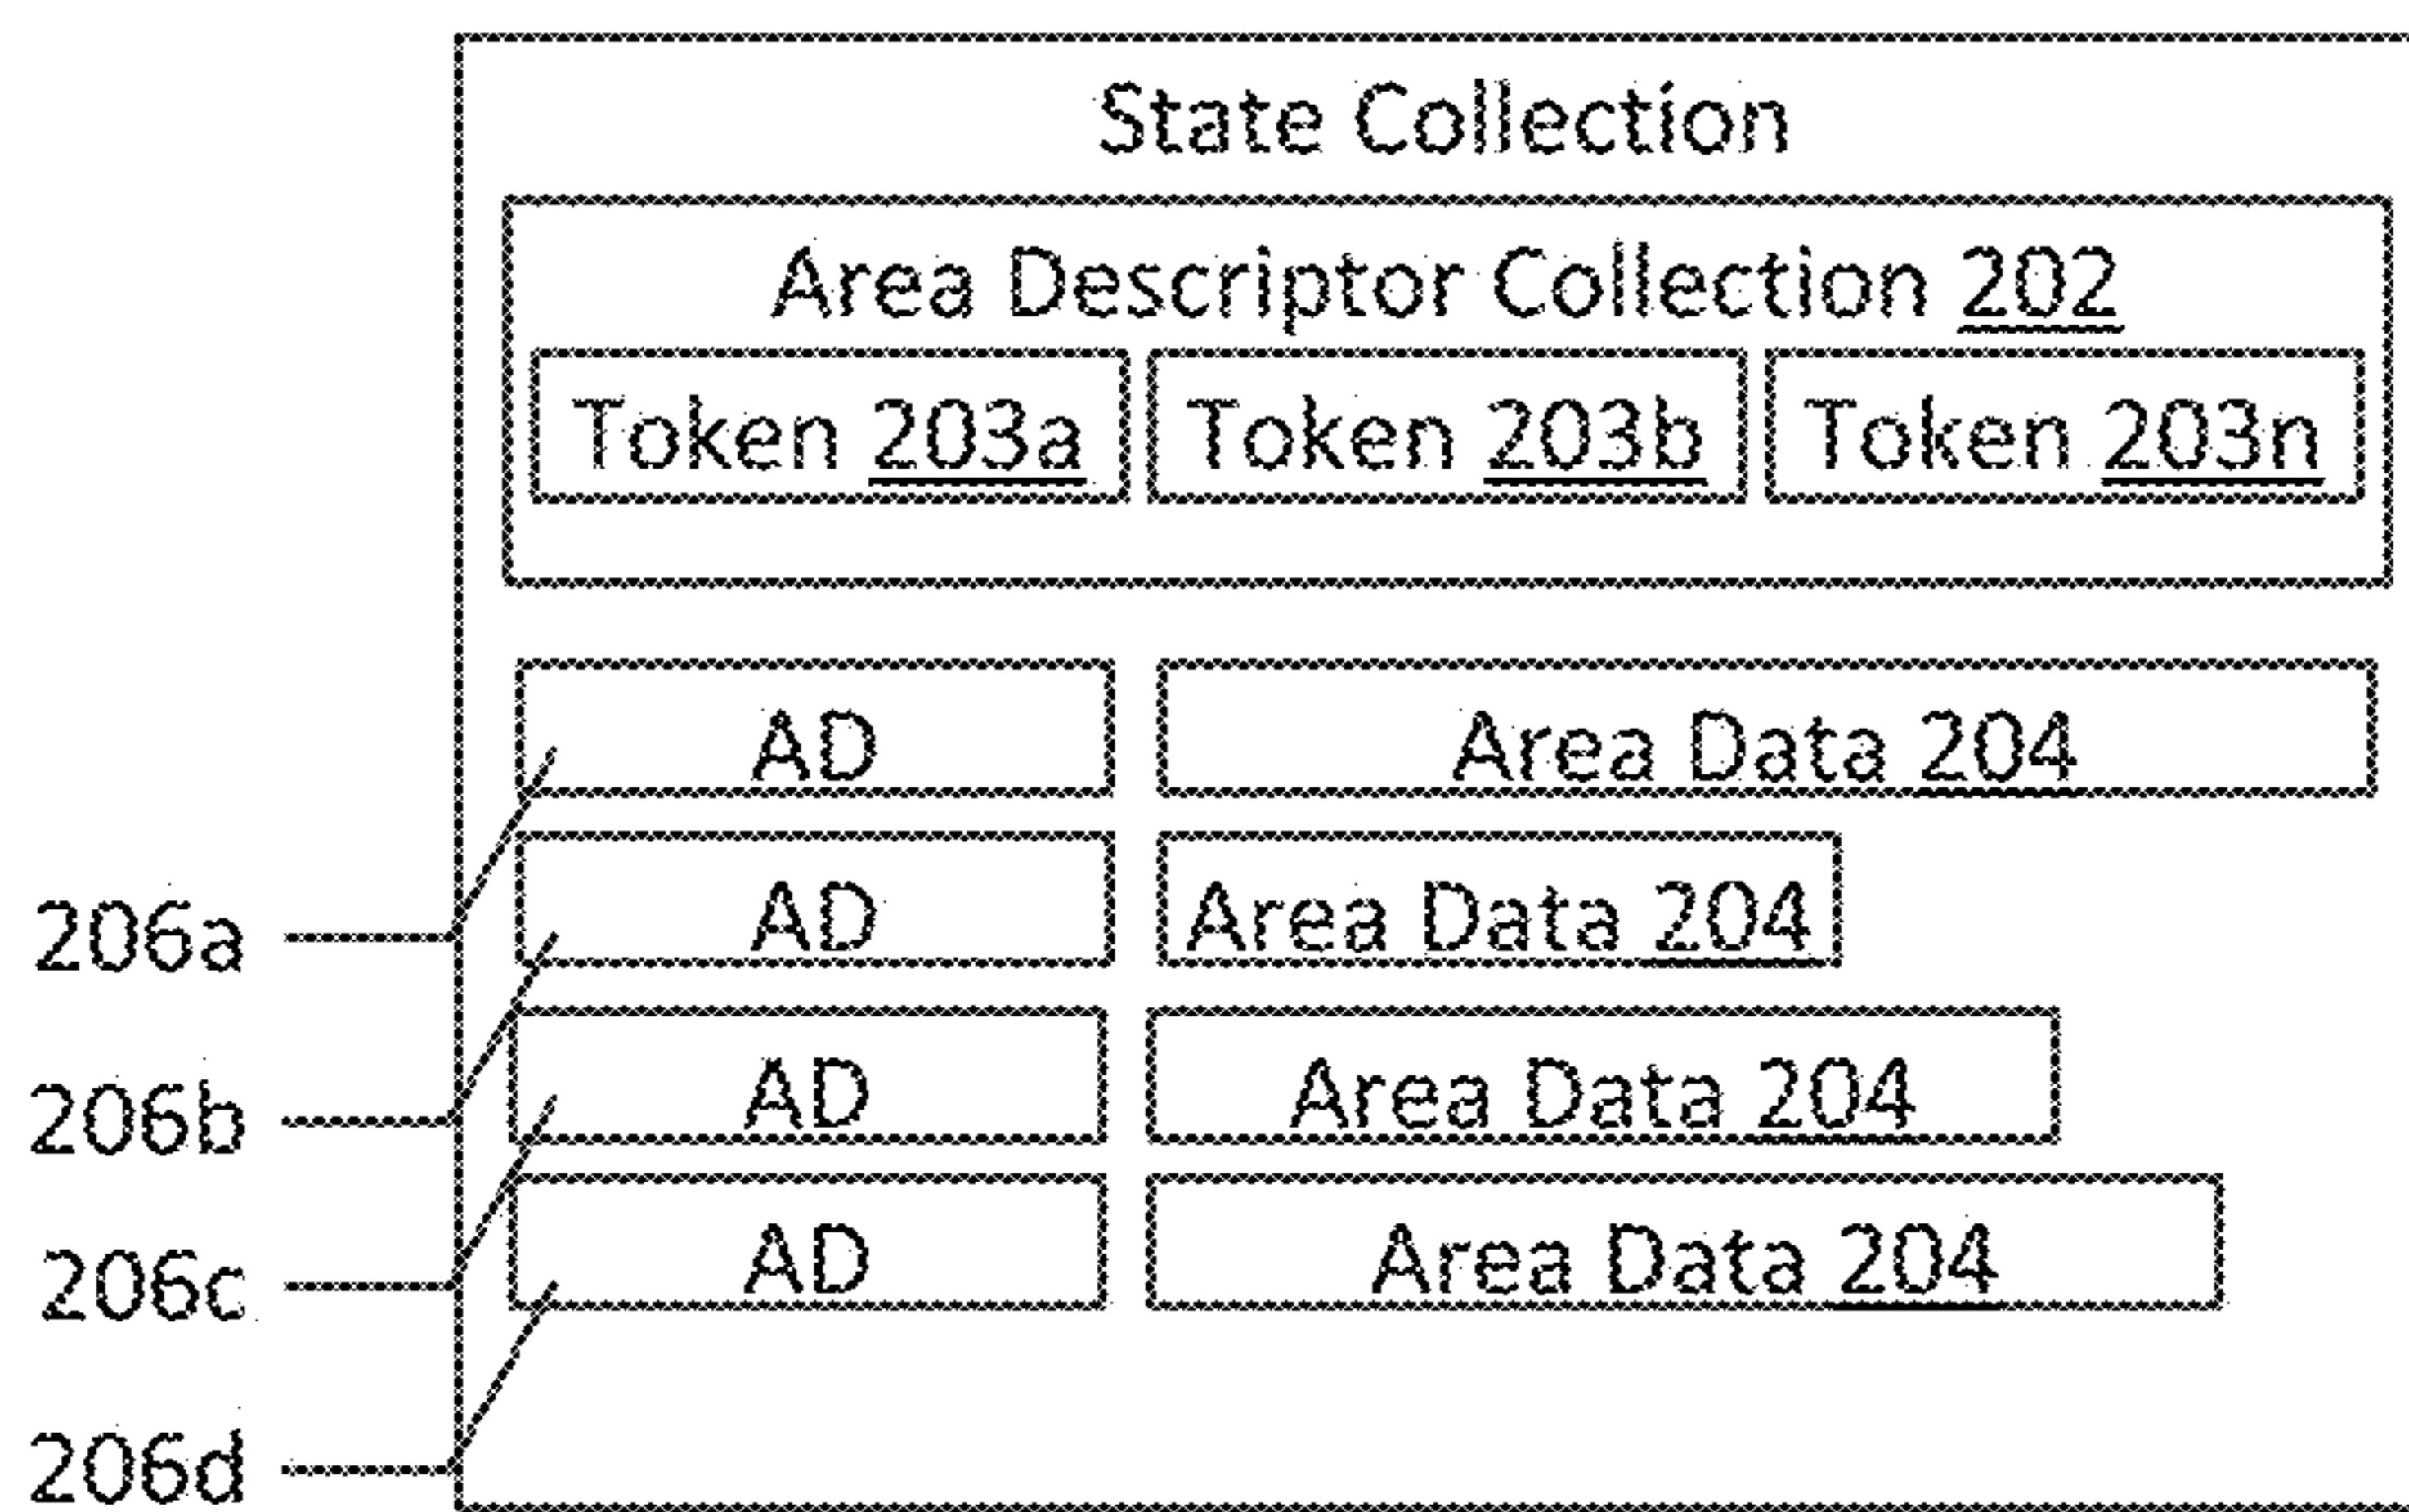 State Collection
Area Descriptor Collection 202
Token 203a Token 203b Token 203n
AD Area Data 204
206a
AD Area Data 204
206b
AD Area Data 204
206c
AD Area Data 204
206d